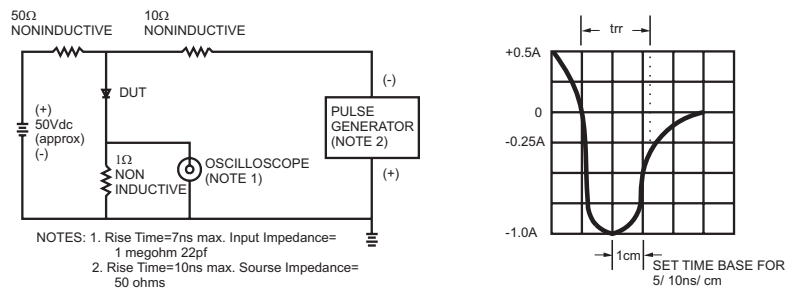 50Ω
NONINDUCTIVE
10Ω
NONINDUCTIVE
DUT
(+)
50Vdc
(approx)
(-)
1Ω
NON
INDUCTIVE
OSCILLOSCOPE
(NOTE 1)
(-)
PULSE
GENERATOR
(NOTE 2)
(+)
NOTES: 1. Rise Time=7ns max. Input Impedance=
1 megohm 22pf
2. Rise Time=10ns max. Sourse Impedance=
50 ohms
trr
+0.5A
0
-0.25A
-1.0A
1cm
SET TIME BASE FOR
5/ 10ns/ cm